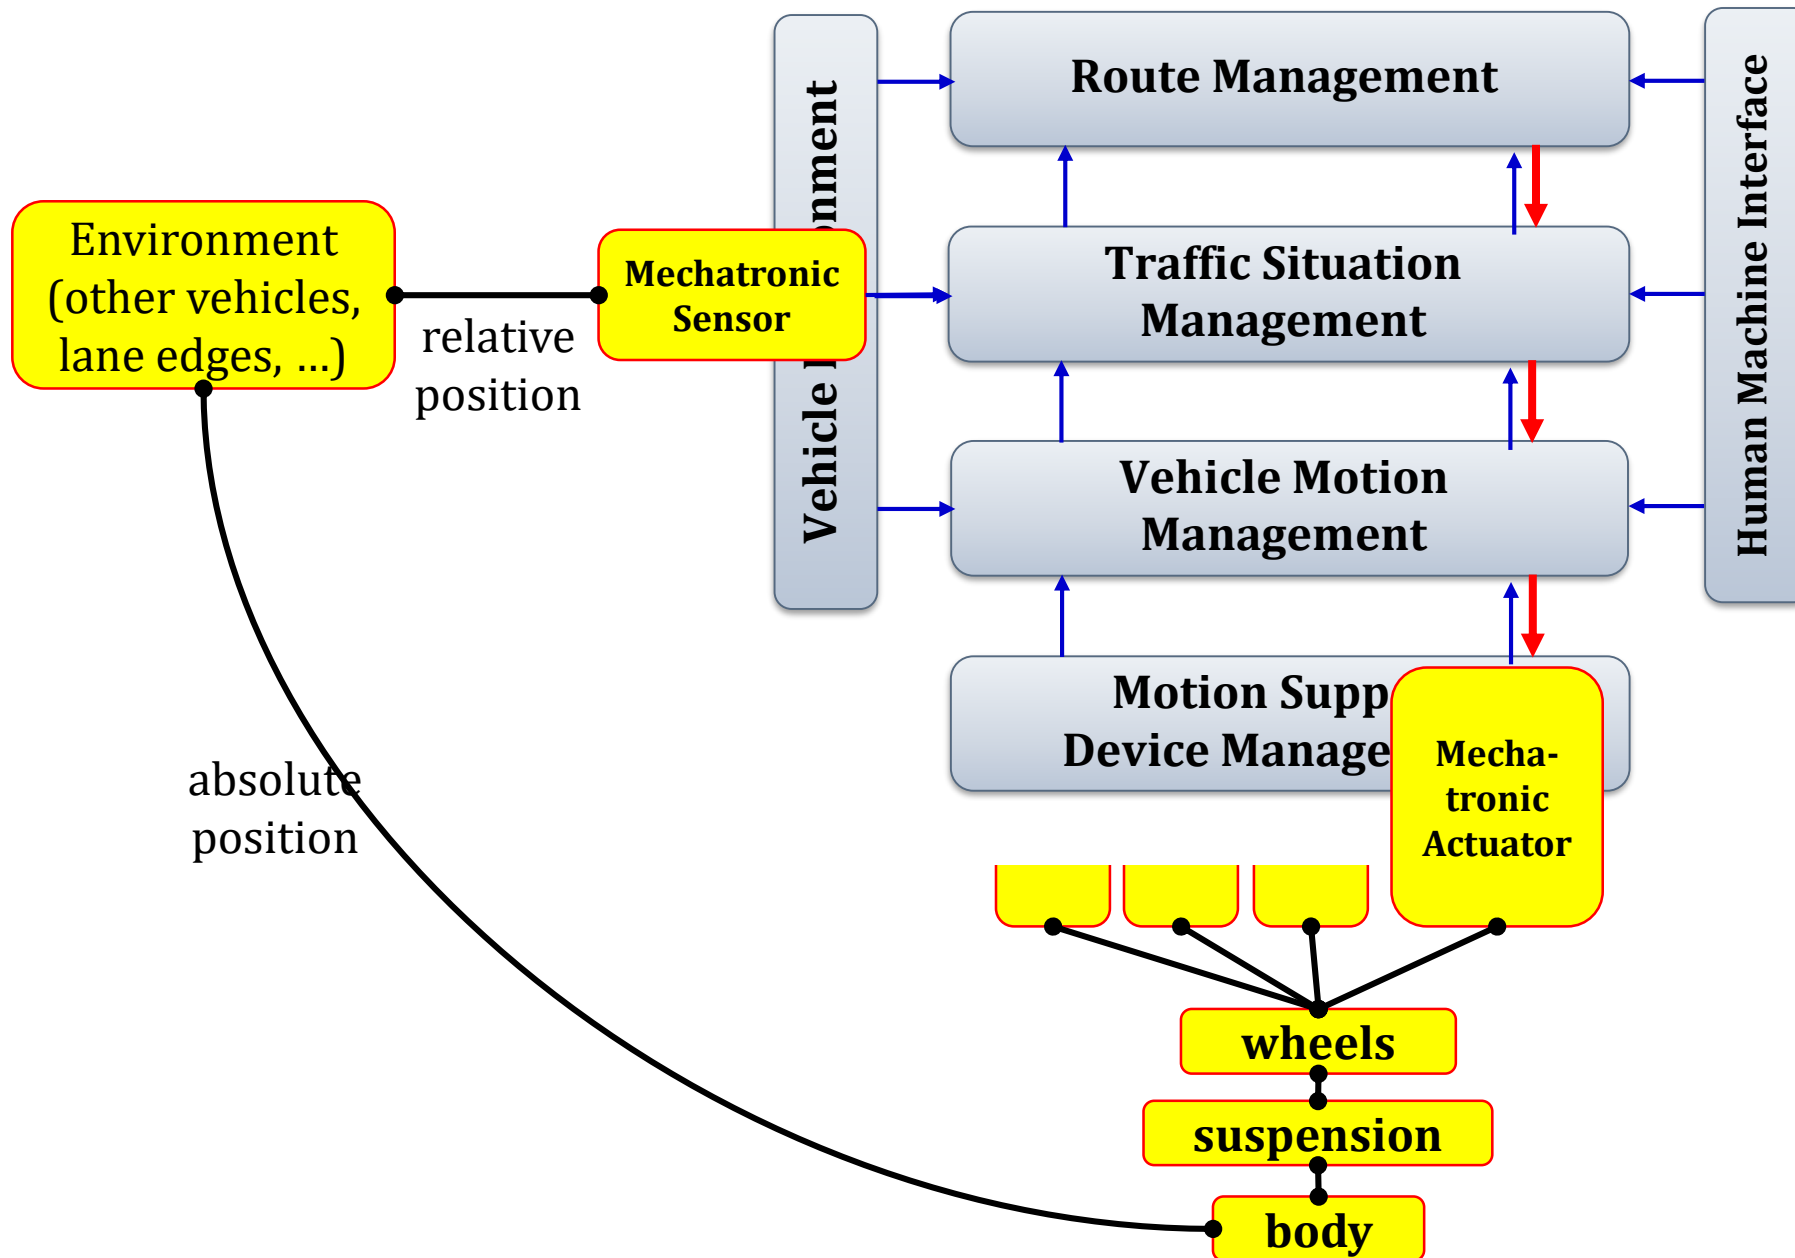 Route Management
Vehicle
onment
Human Machine Interface
Environment
(other vehicles,
lane edges, ...)
relative
position
Mechatronic
Sensor
Traffic Situation
Management
Vehicle Motion
Management
Motion Supp
Device Manage
Mecha-
tronic
Actuator
absolute
position
wheels
suspension
body